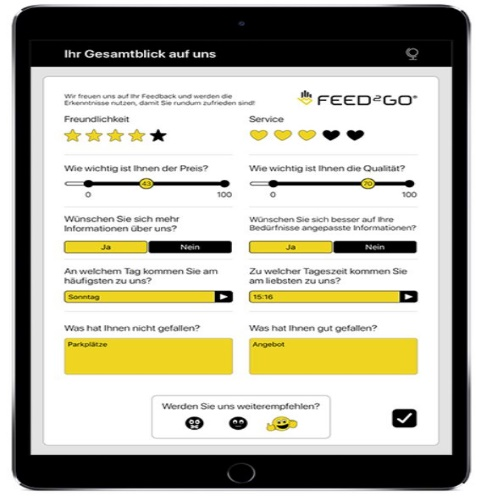 Ihr Gesamtblick auf uns
Wir freuen uns auf Ihr Feedback und werden die
Erkenntnisse nutzen, damit Sie rundum zufrieden sind!
FEED2GO®
Freundlichkeit
Service
Wie wichtig ist Ihnen der Preis?
Wie wichtig ist Ihnen die Qualität?
43
0 100
70
0 100
Wünschen Sie sich mehr
Informationen über uns?
Wünschen Sie sich besser auf Ihre
Bedürfnisse angepasste Informationen?
Ja Nein
Ja Nein
An welchem Tag kommen Sie am
häufigsten zu uns?
Zu welcher Tageszeit kommen Sie
am liebsten zu uns?
Sonntag
15:16
Was hat Ihnen nicht gefallen?
Was hat Ihnen gut gefallen?
Parkplätze
Angebot
Werden Sie uns weiterempfehlen?